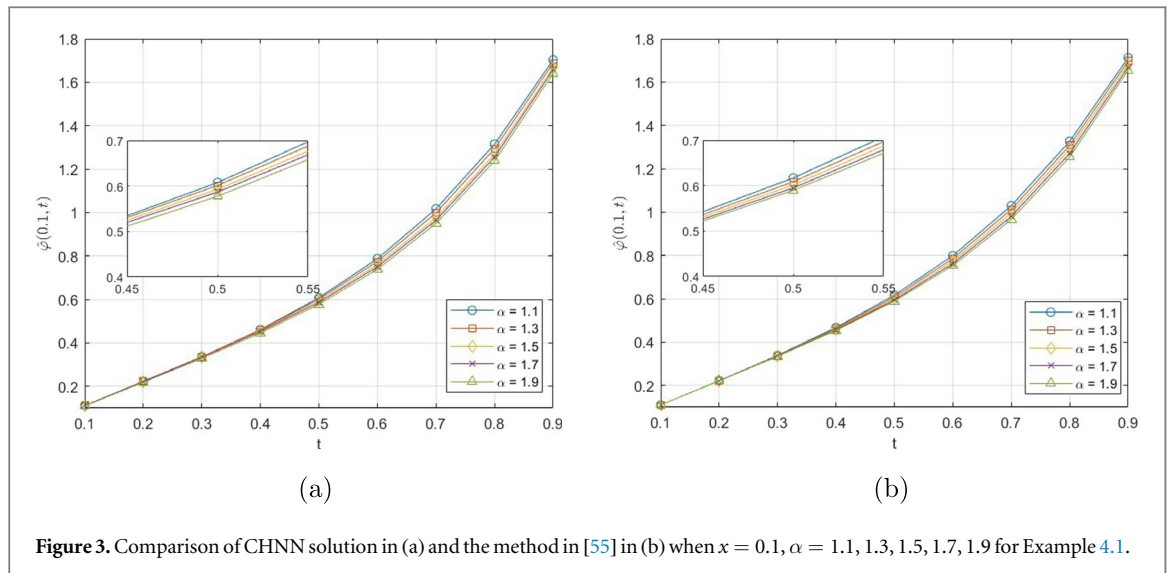 1.8
1.6
1.4
1.2
1
0.8
0.6
0.4
0.2
φ̂(0.1, t)
0.7
0.6
0.5
0.4
0.45 0.5 0.55
α = 1.1
α = 1.3
α = 1.5
α = 1.7
α = 1.9
0.1 0.2 0.3 0.4 0.5 0.6 0.7 0.8 0.9
t
(a)
1.8
1.6
1.4
1.2
1
0.8
0.6
0.4
0.2
φ̂(0.1, t)
0.7
0.6
0.5
0.4
0.45 0.5 0.55
α = 1.1
α = 1.3
α = 1.5
α = 1.7
α = 1.9
0.1 0.2 0.3 0.4 0.5 0.6 0.7 0.8 0.9
t
(b)
Figure 3. Comparison of CHNN solution in (a) and the method in [55] in (b) when x = 0.1, α = 1.1, 1.3, 1.5, 1.7, 1.9 for Example 4.1.